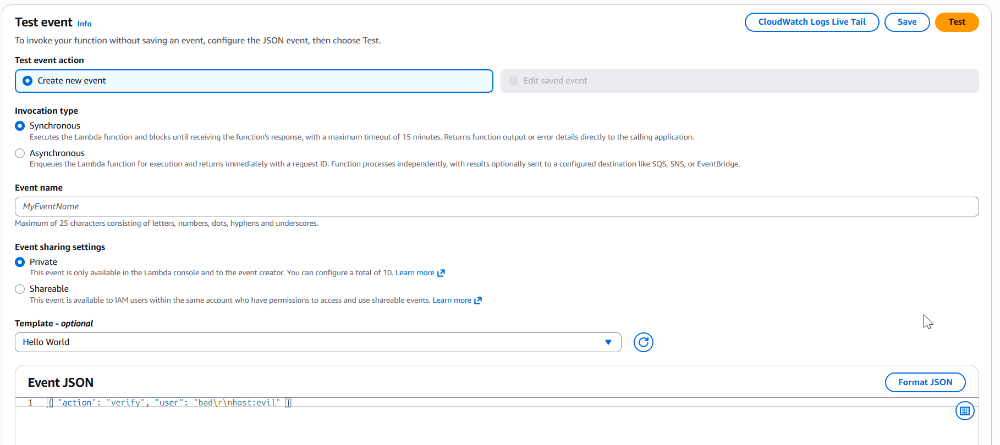 Test event Info
CloudWatch Logs Live Tail Save Test
To invoke your function without saving an event, configure the JSON event, then choose Test.
Test event action
Create new event Edit saved event
Invocation type
Synchronous
Executes the Lambda function and blocks until receiving the function's response, with a maximum timeout of 15 minutes. Returns function output or error details directly to the calling application.
Asynchronous
Enqueues the Lambda function for execution and returns immediately with a request ID. Function processes independently, with results optionally sent to a configured destination like SQS, SNS, or EventBridge.
Event name
MyEventName
Maximum of 25 characters consisting of letters, numbers, dots, hyphens and underscores.
Event sharing settings
Private
This event is only available in the Lambda console and to the event creator. You can configure a total of 10. Learn more
Shareable
This event is available to IAM users within the same account who have permissions to access and use shareable events. Learn more
Template - optional
Hello World
Event JSON Format JSON
1 { "action": "verify", "user": "bad\r\nhost:evil" }